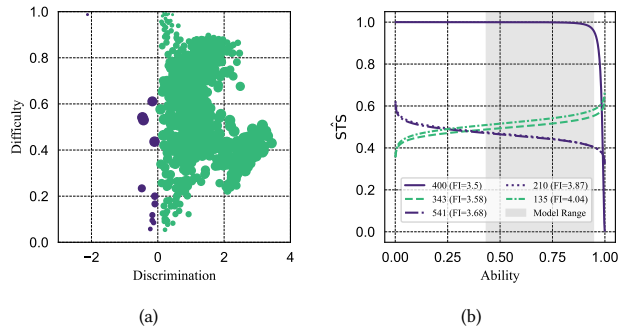 1.0
0.8
0.6
0.4
0.2
0.0
Difficulty
−2
0
2
4
Discrimination
(a)
1.0
0.8
0.6
0.4
0.2
0.0
ST̂S
400 (FI=3.5)
343 (FI=3.58)
541 (FI=3.68)
210 (FI=3.87)
135 (FI=4.04)
Model Range
0.00
0.25
0.50
0.75
1.00
Ability
(b)